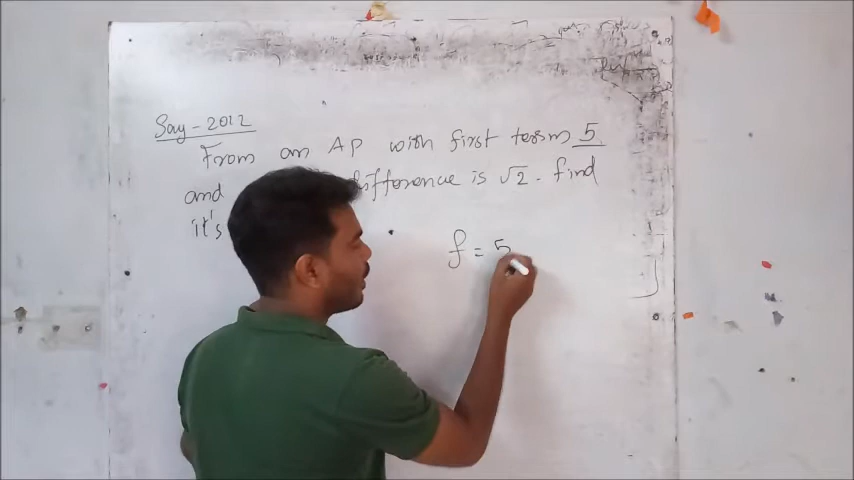 Say - 2012
From an AP with first term 5
and difference is √2. find
it's
f = 5